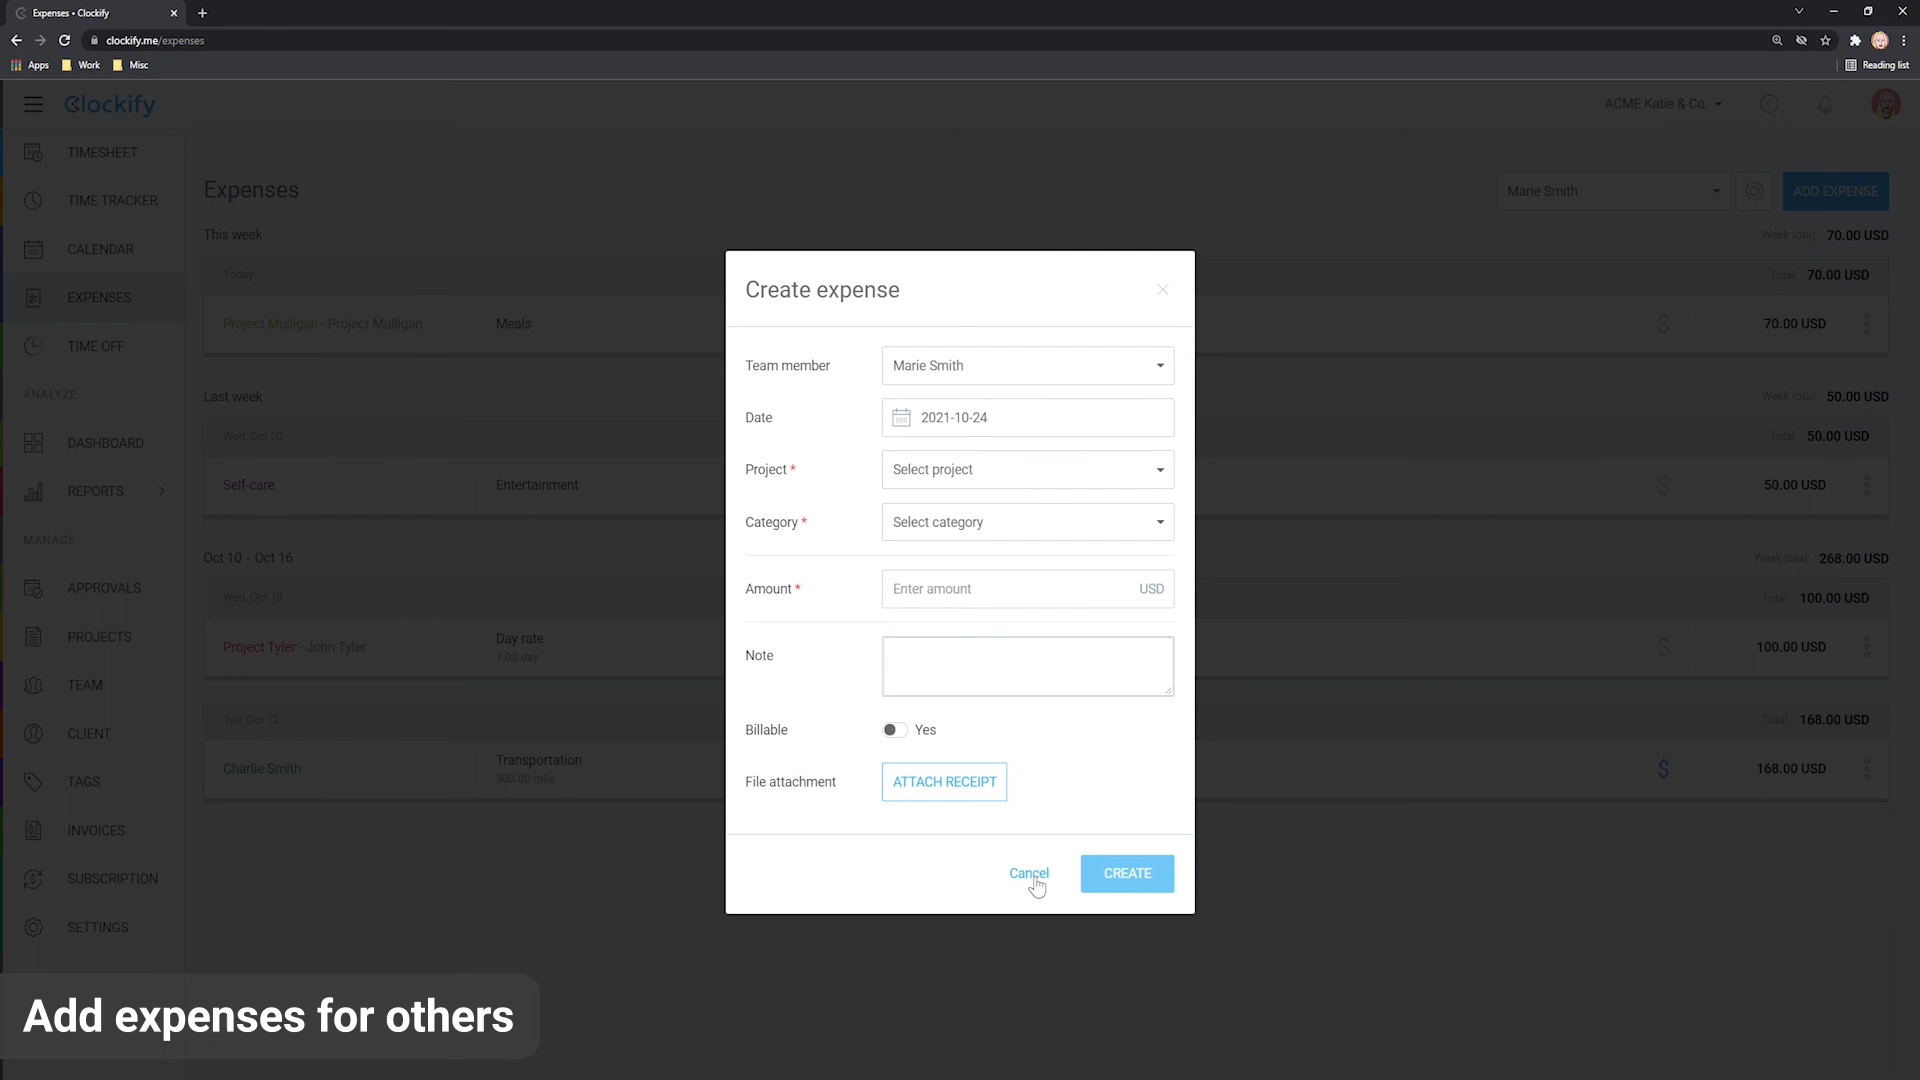 Expenses • Clockify
clockify.me/expenses
Apps
Work
Misc
Reading list
Clockify
ACME Katie & Co.
TIMESHEET
TIME TRACKER
CALENDAR
EXPENSES
TIME OFF
ANALYZE
DASHBOARD
REPORTS
MANAGE
APPROVALS
PROJECTS
TEAM
CLIENT
TAGS
INVOICES
SUBSCRIPTION
SETTINGS
Expenses
Marie Smith
ADD EXPENSE
This week
Week total: 70.00 USD
Today
Total: 70.00 USD
Project Mulligan - Project Mulligan
Meals
$
70.00 USD
Last week
Week total: 50.00 USD
Wed, Oct 20
Total: 50.00 USD
Self-care
Entertainment
$
50.00 USD
Oct 10 - Oct 16
Week total: 268.00 USD
Wed, Oct 13
Total: 100.00 USD
Project Tyler - John Tyler
Day rate
1.00 day
$
100.00 USD
Tue, Oct 12
Total: 168.00 USD
Charlie Smith
Transportation
300.00 mile
$
168.00 USD
Create expense
Team member
Marie Smith
Date
2021-10-24
Project *
Select project
Category *
Select category
Amount *
Enter amount
USD
Note
Billable
Yes
File attachment
ATTACH RECEIPT
Cancel
CREATE
Add expenses for others